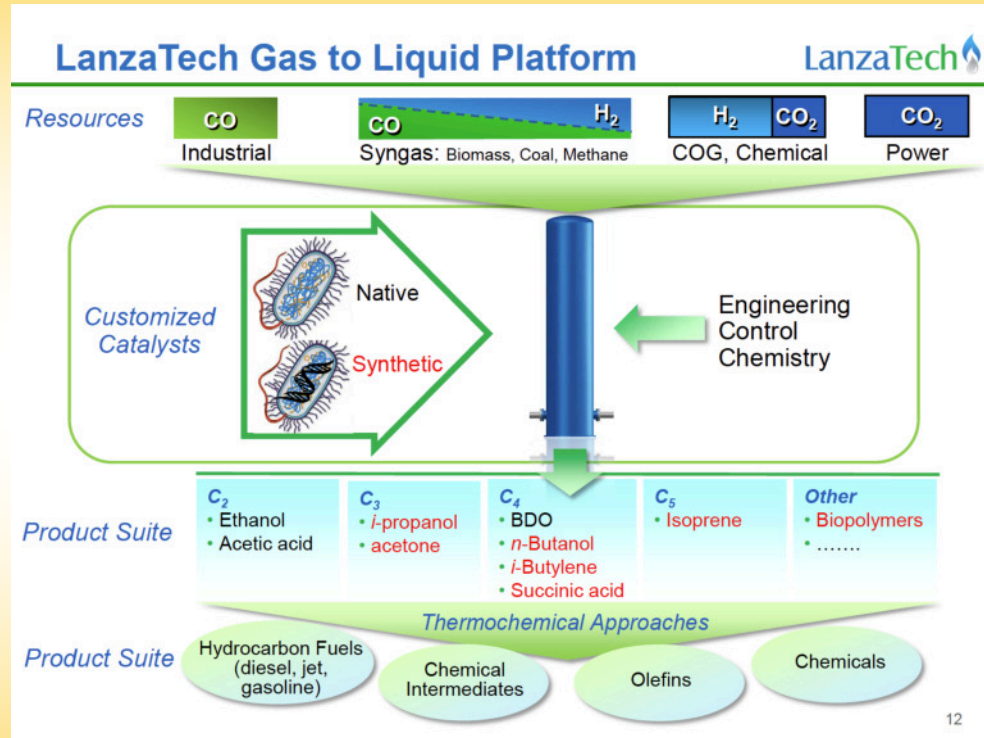 LanzaTech Gas to Liquid Platform
LanzaTech
Resources
CO
CO
H₂
H₂
CO₂
CO₂
Industrial
Syngas: Biomass, Coal, Methane
COG, Chemical
Power
Customized
Catalysts
Native
Synthetic
Engineering
Control
Chemistry
Product Suite
C₂
• Ethanol
• Acetic acid
C₃
• i-propanol
• acetone
C₄
• BDO
• n-Butanol
• i-Butylene
• Succinic acid
C₅
• Isoprene
Other
• Biopolymers
• .......
Thermochemical Approaches
Product Suite
Hydrocarbon Fuels
(diesel, jet,
gasoline)
Chemical
Intermediates
Olefins
Chemicals
12